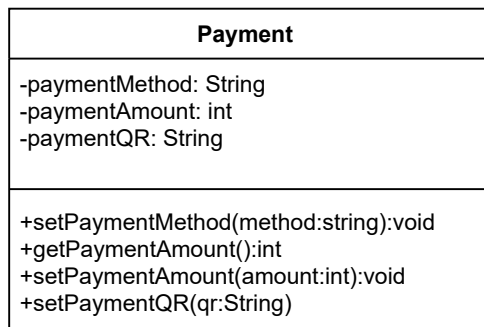 Payment
-paymentMethod: String
-paymentAmount: int
-paymentQR: String
+setPaymentMethod(method:string):void
+getPaymentAmount():int
+setPaymentAmount(amount:int):void
+setPaymentQR(qr:String)